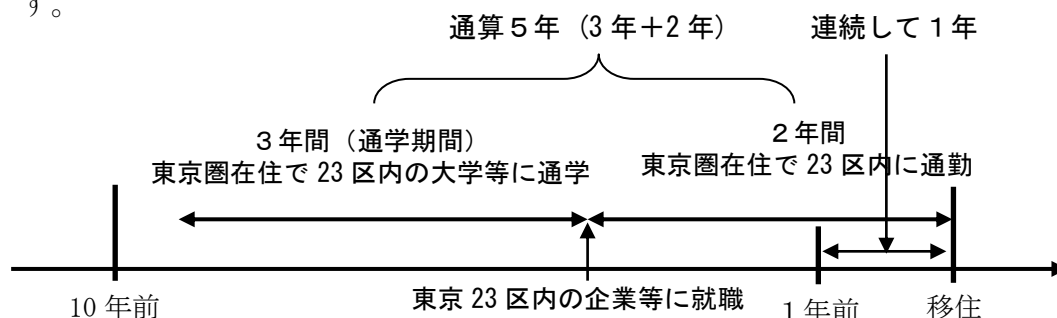 す。
通算５年（3 年＋2 年）
連続して１年
３年間（通学期間）
東京圏在住で 23 区内の大学等に通学
２年間
東京圏在住で 23 区内に通勤
10 年前
東京 23 区内の企業等に就職
１年前
移住